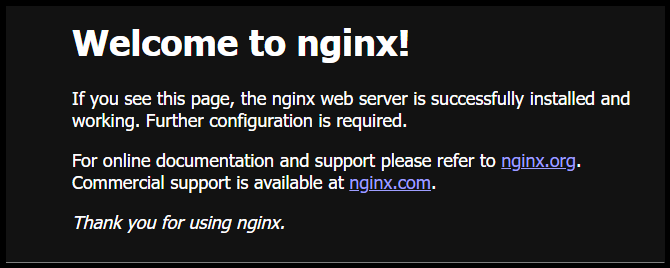 Welcome to nginx!
If you see this page, the nginx web server is successfully installed and
working. Further configuration is required.
For online documentation and support please refer to nginx.org.
Commercial support is available at nginx.com.
Thank you for using nginx.